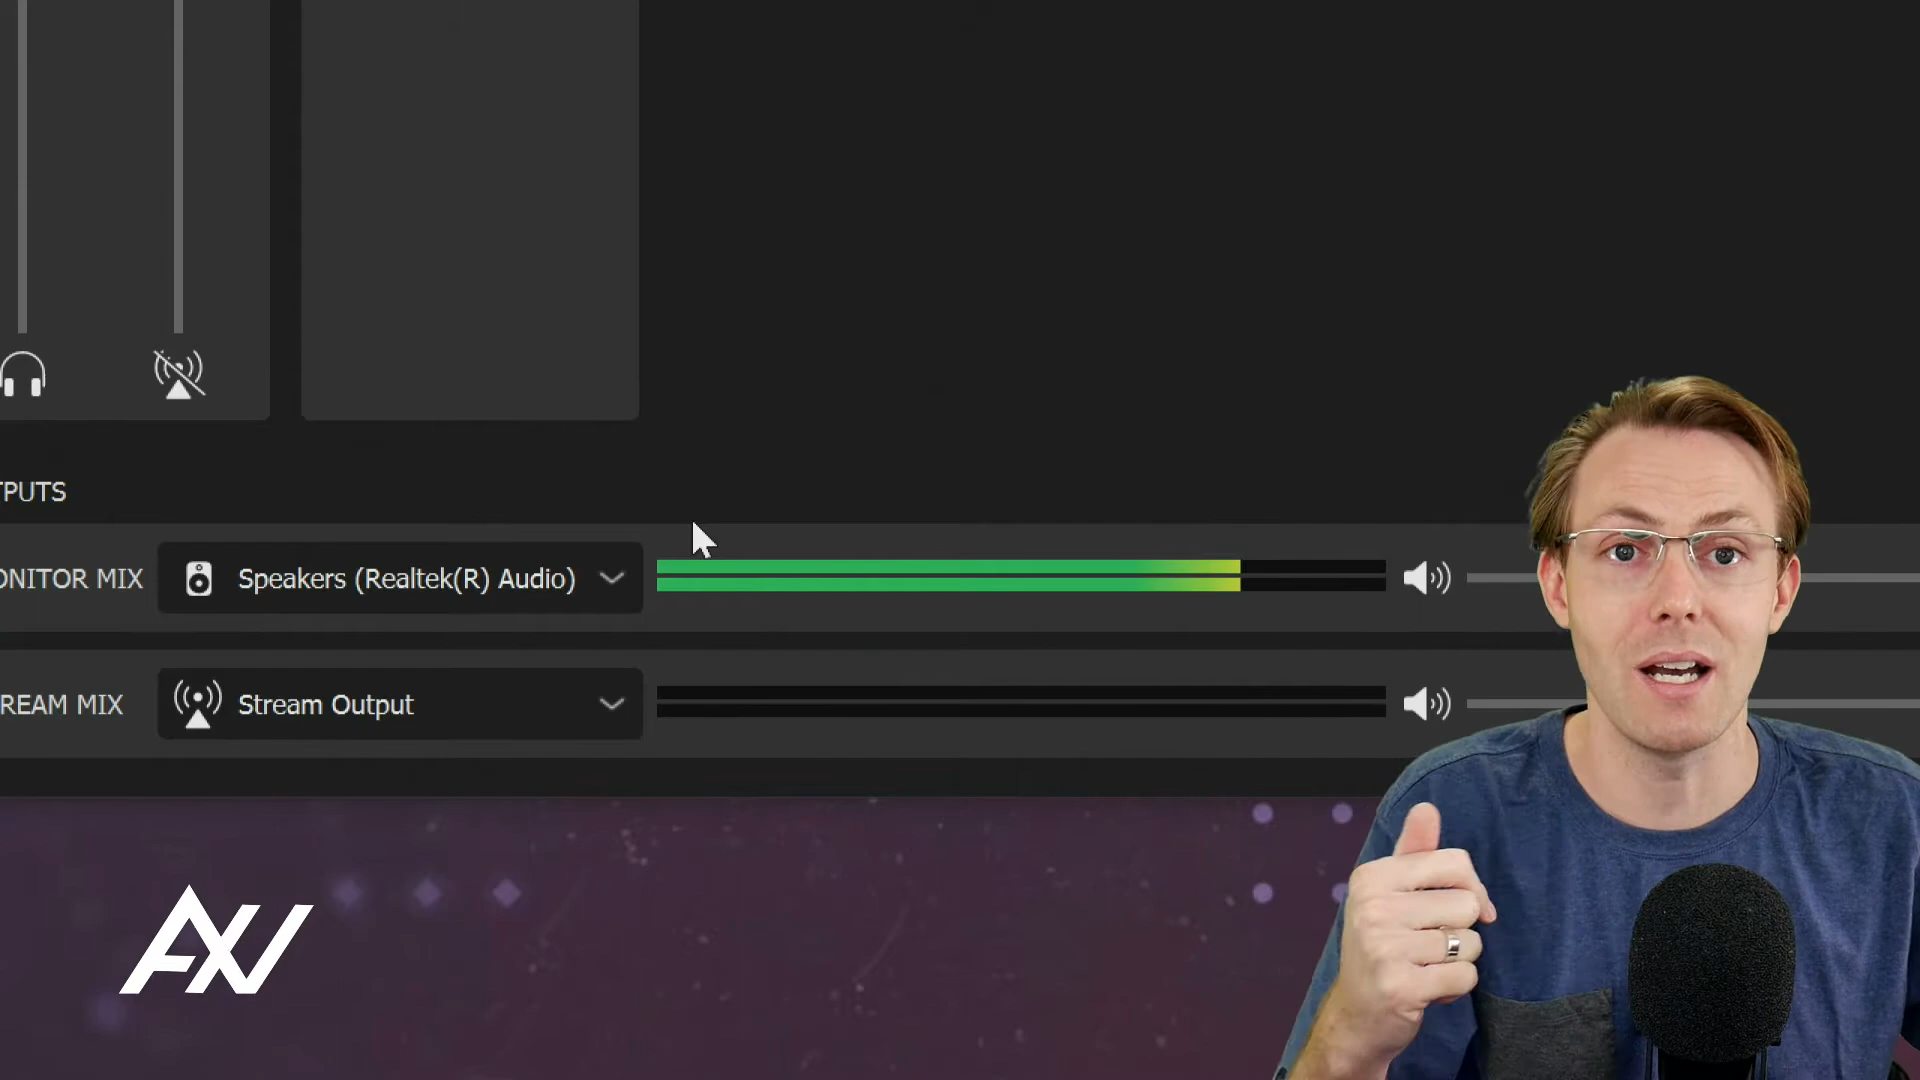 TPUTS
ONITOR MIX
Speakers (Realtek(R) Audio)
REAM MIX
Stream Output